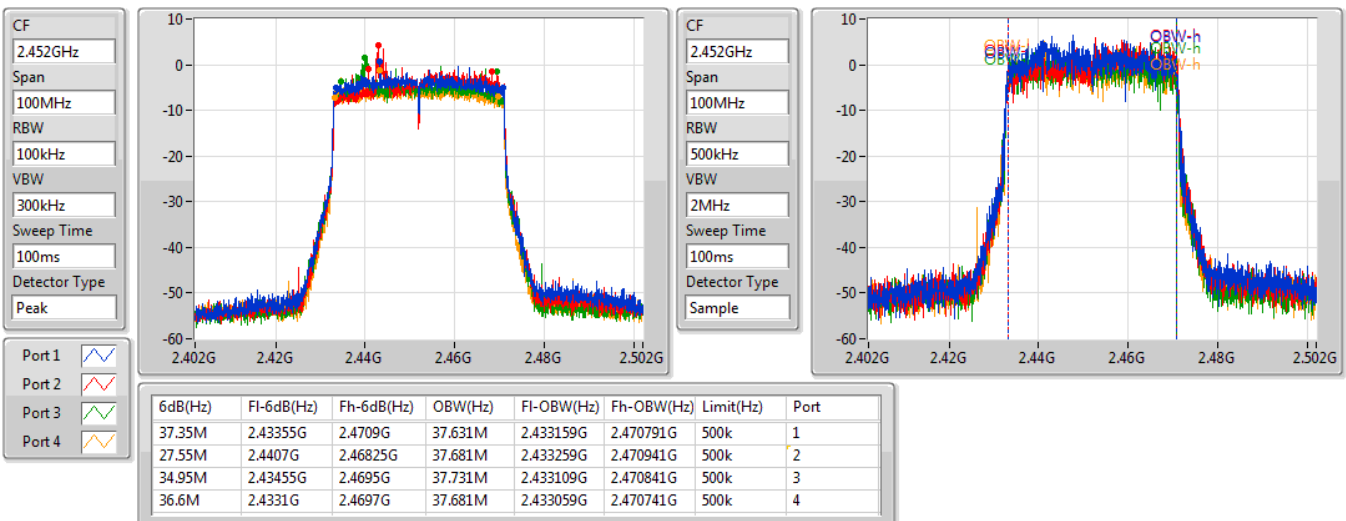 CF
2.452GHz
Span
100MHz
RBW
100kHz
VBW
300kHz
Sweep Time
100ms
Detector Type
Peak
10
0
-10
-20
-30
-40
-50
-60
2.402G 2.42G 2.44G 2.46G 2.48G 2.502G
CF
2.452GHz
Span
100MHz
RBW
500kHz
VBW
2MHz
Sweep Time
100ms
Detector Type
Sample
10
0
-10
-20
-30
-40
-50
-60
2.402G 2.42G 2.44G 2.46G 2.48G 2.502G
OBW-h
OBW-h
OBW-h
Port 1
Port 2
Port 3
Port 4
6dB(Hz) Fl-6dB(Hz) Fh-6dB(Hz) OBW(Hz) Fl-OBW(Hz) Fh-OBW(Hz) Limit(Hz) Port
37.35M 2.43355G 2.4709G 37.631M 2.433159G 2.470791G 500k 1
27.55M 2.4407G 2.46825G 37.681M 2.433259G 2.470941G 500k 2
34.95M 2.43455G 2.4695G 37.731M 2.433109G 2.470841G 500k 3
36.6M 2.4331G 2.4697G 37.681M 2.433059G 2.470741G 500k 4